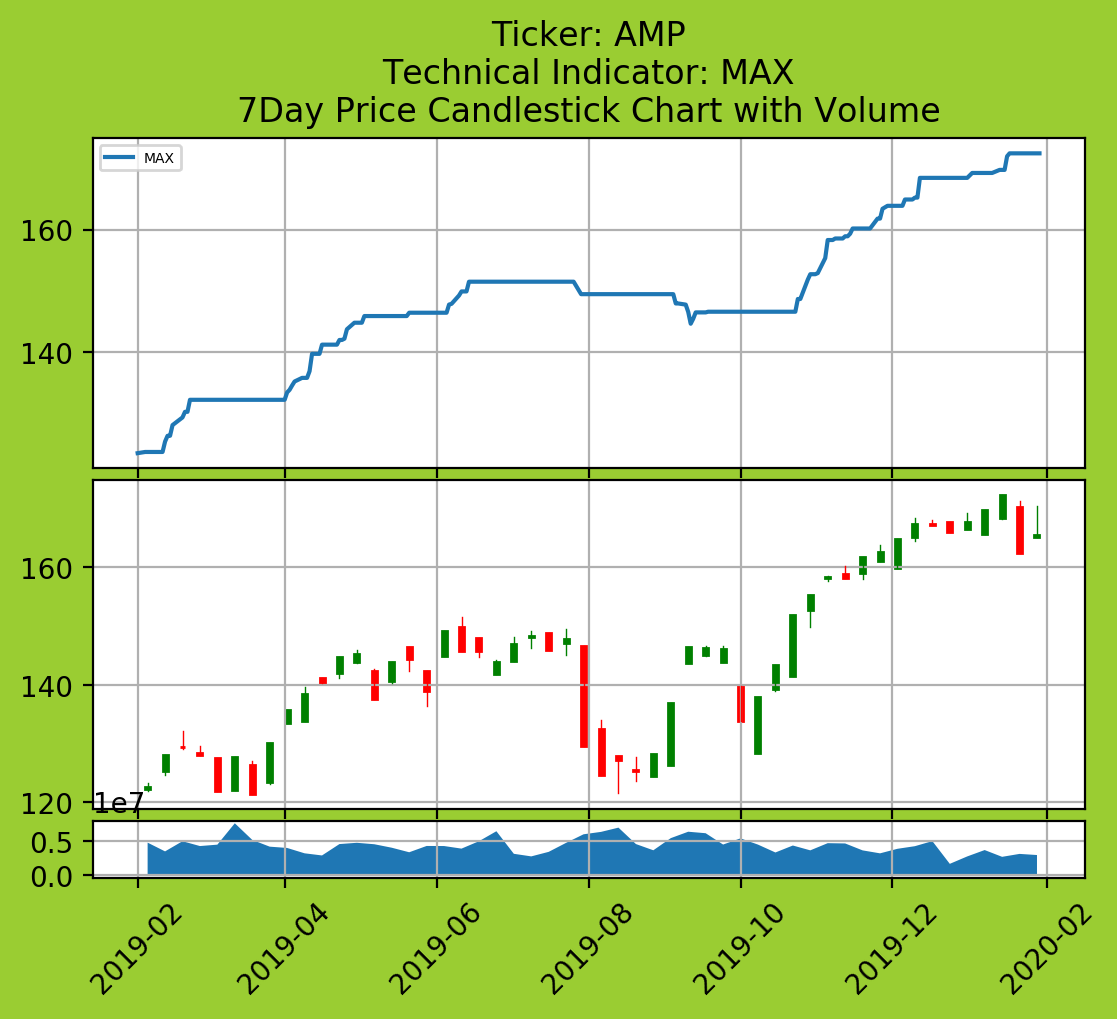 Ticker: AMP
Technical Indicator: MAX
7Day Price Candlestick Chart with Volume
MAX
160
140
160
140
120
1e7
0.5
0.0
2019-02
2019-04
2019-06
2019-08
2019-10
2019-12
2020-02